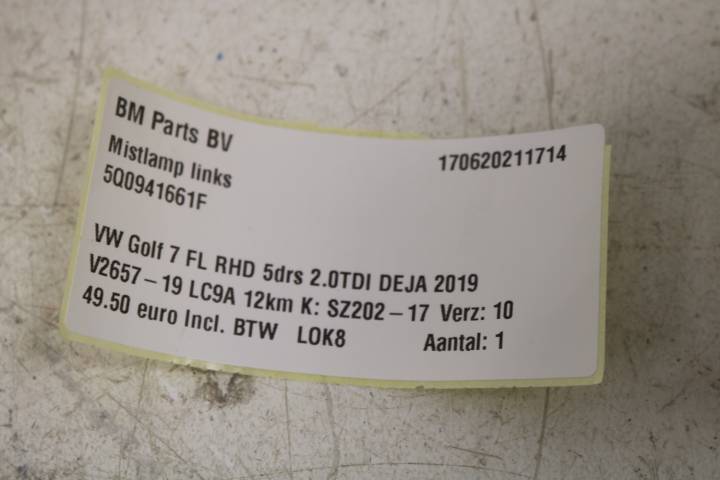 BM Parts BV
170620211714
Mistlamp links
5Q0941661F
VW Golf 7 FL RHD 5drs 2.0TDI DEJA 2019
V2657-19 LC9A 12km K: SZ202-17 Verz: 10
49.50 euro Incl. BTW LOK8 Aantal: 1